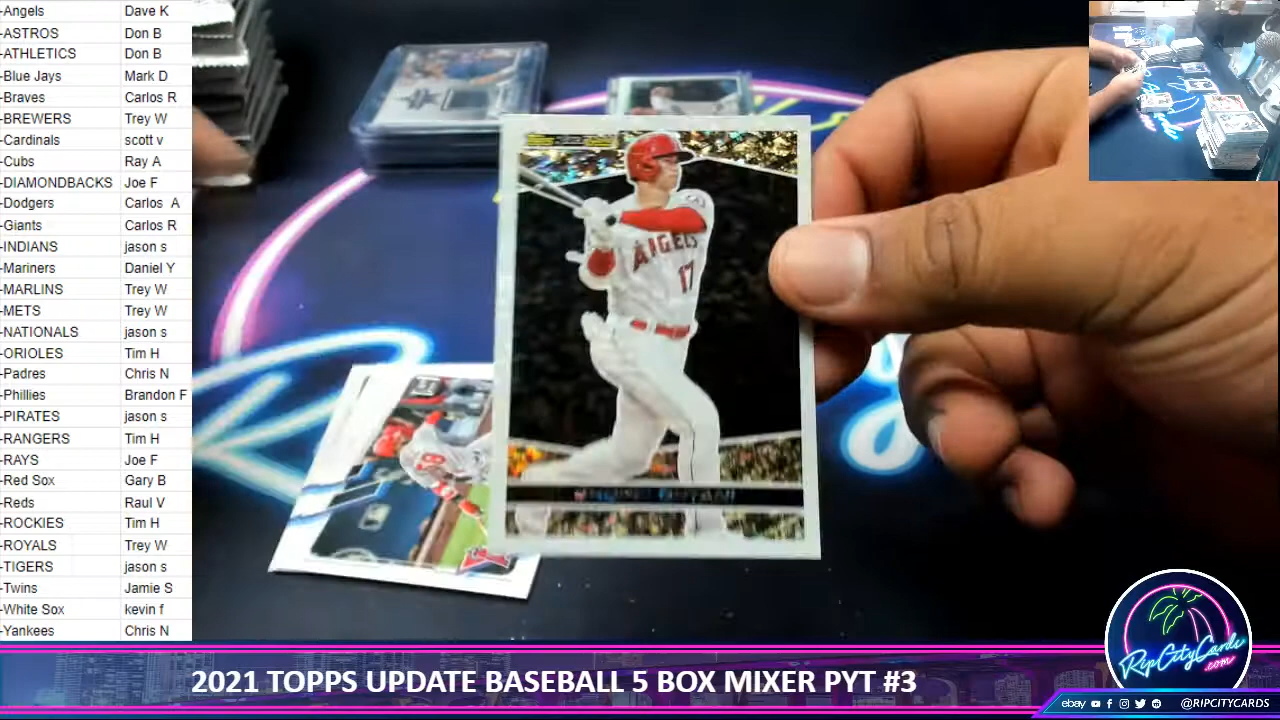 -Angels Dave K
-ASTROS Don B
-ATHLETICS Don B
-Blue Jays Mark D
-Braves Carlos R
-BREWERS Trey W
-Cardinals scott v
-Cubs Ray A
-DIAMONDBACKS Joe F
-Dodgers Carlos A
-Giants Carlos R
-INDIANS jason s
-Mariners Daniel Y
-MARLINS Trey W
-METS Trey W
-NATIONALS jason s
-ORIOLES Tim H
-Padres Chris N
-Phillies Brandon F
-PIRATES jason s
-RANGERS Tim H
-RAYS Joe F
-Red Sox Gary B
-Reds Raul V
-ROCKIES Tim H
-ROYALS Trey W
-TIGERS jason s
-Twins Jamie S
-White Sox kevin f
-Yankees Chris N
ANGELS
17
RipCityCards
.com
2021 TOPPS UPDATE BASEBALL 5 BOX MIXER PYT #3
ebay @RIPCITYCARDS